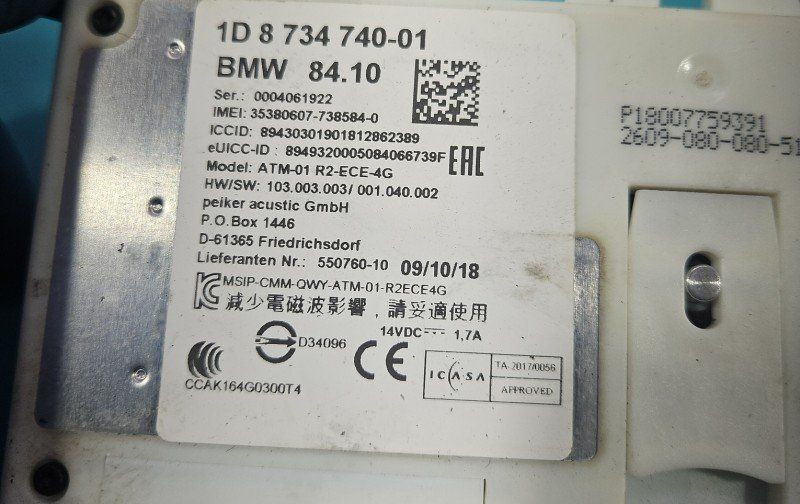 1D 8 734 740-01
BMW 84.10
Ser.: 0004061922
IMEI: 35380607-738584-0
ICCID: 89430301901812862389
eUICC-ID : 8949320005084066739F
EAC
Model: ATM-01 R2-ECE-4G
HW/SW: 103.003.003/ 001.040.002
peiker acustic GmbH
P.O.Box 1446
D-61365 Friedrichsdorf
Lieferanten Nr.: 550760-10 09/10/18
MSIP-CMM-QWY-ATM-01-R2ECE4G
減少電磁波影響，請妥適使用
14VDC 1,7A
D34096
CE
CCAK164G0300T4
ICASA
TA-2017/0056
APPROVED
P18007759391
2609-080-080-51